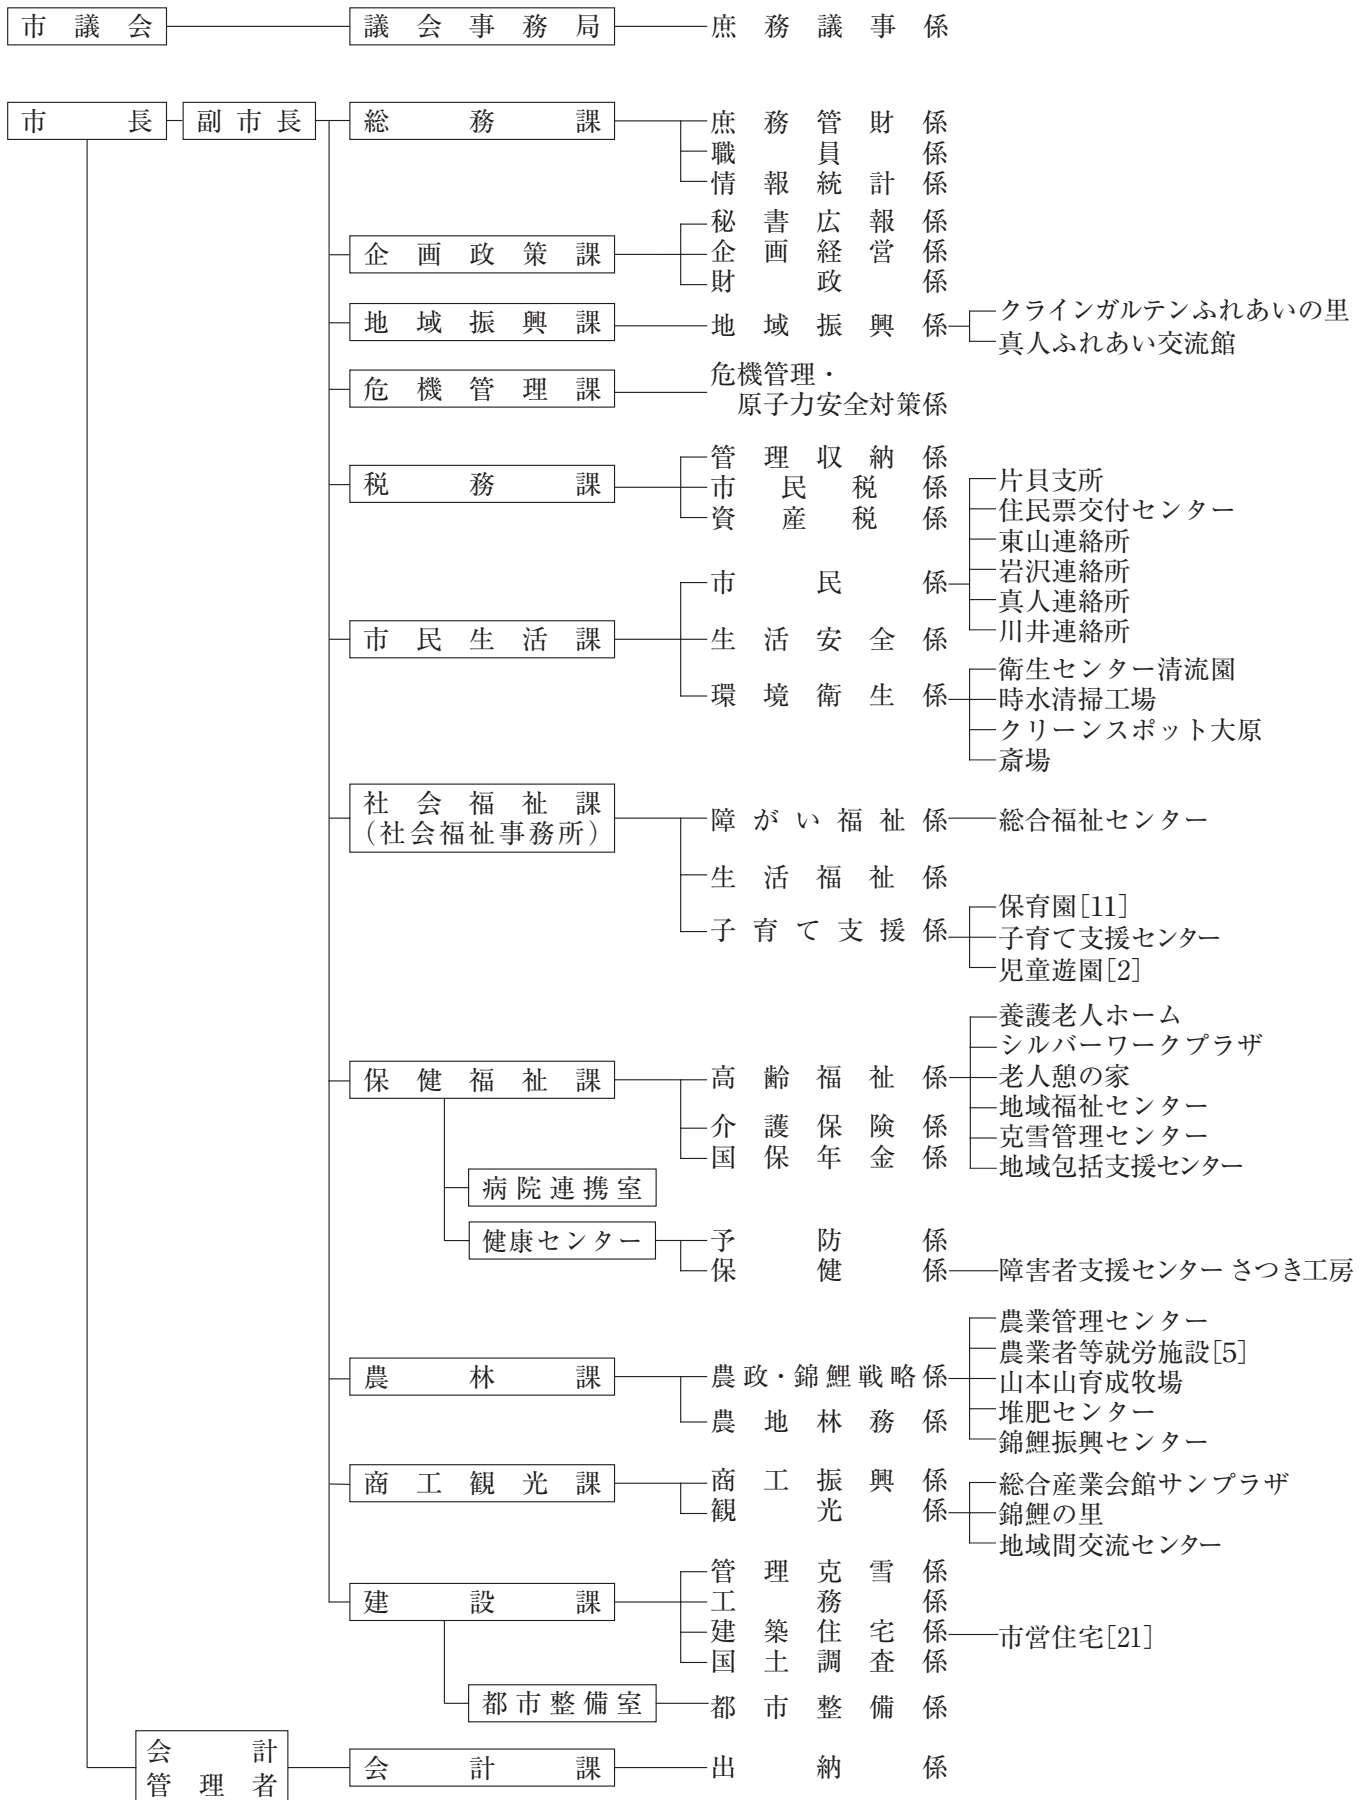 市議会 議会事務局 庶務議事係
市長 副市長 総務課 庶務管財係
職員係
情報統計係
秘書広報係
企画政策課 企画経営係
財政係
クラインガルテンふれあいの里
地域振興課 地域振興係
真人ふれあい交流館
危機管理・
危機管理課
原子力安全対策係
管理収納係
税務課 市民税係
資産税係
片貝支所
住民票交付センター
東山連絡所
市民係 岩沢連絡所
真人連絡所
川井連絡所
市民生活課 生活安全係
衛生センター清流園
環境衛生係 時水清掃工場
クリーンスポット大原
斎場
社会福祉課
(社会福祉事務所)
障がい福祉係 総合福祉センター
生活福祉係
保育園[11]
子育て支援係 子育て支援センター
児童遊園[2]
養護老人ホーム
シルバーワークプラザ
保健福祉課 高齢福祉係 老人憩の家
地域福祉センター
介護保険係 克雪管理センター
国保年金係 地域包括支援センター
病院連携室
健康センター 予防係
保健係 障害者支援センター さつき工房
農業管理センター
農業者等就労施設[5]
農林課 農政・錦鯉戦略係 山本山育成牧場
堆肥センター
農地林務係
錦鯉振興センター
商工観光課 商工振興係 総合産業会館サンプラザ
観光係 錦鯉の里
地域間交流センター
管理克雪係
建設課 工務係
建築住宅係 市営住宅[21]
国土調査係
都市整備室 都市整備係
会計
管理者
会計課 出納係